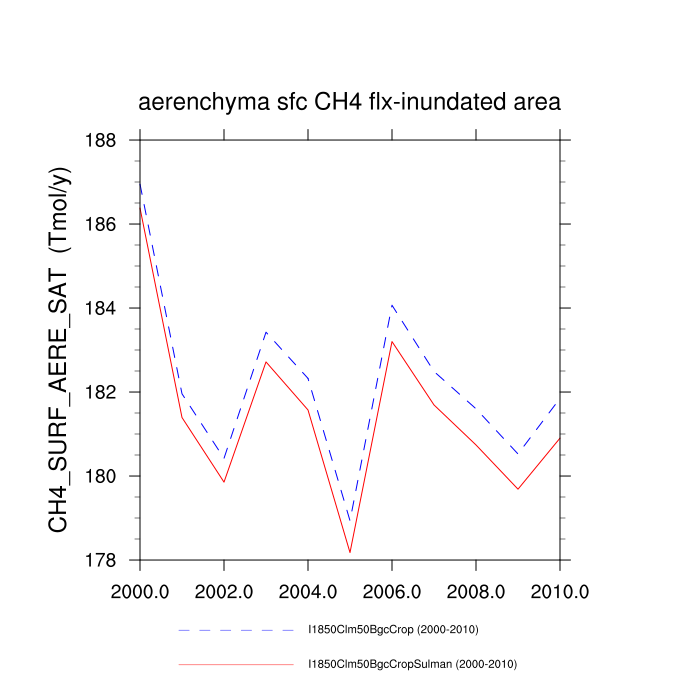 aerenchyma sfc CH4 flx-inundated area
CH4_SURF_AERE_SAT (Tmol/y)
188
186
184
182
180
178
2000.0 2002.0 2004.0 2006.0 2008.0 2010.0
I1850Clm50BgcCrop (2000-2010)
I1850Clm50BgcCropSulman (2000-2010)